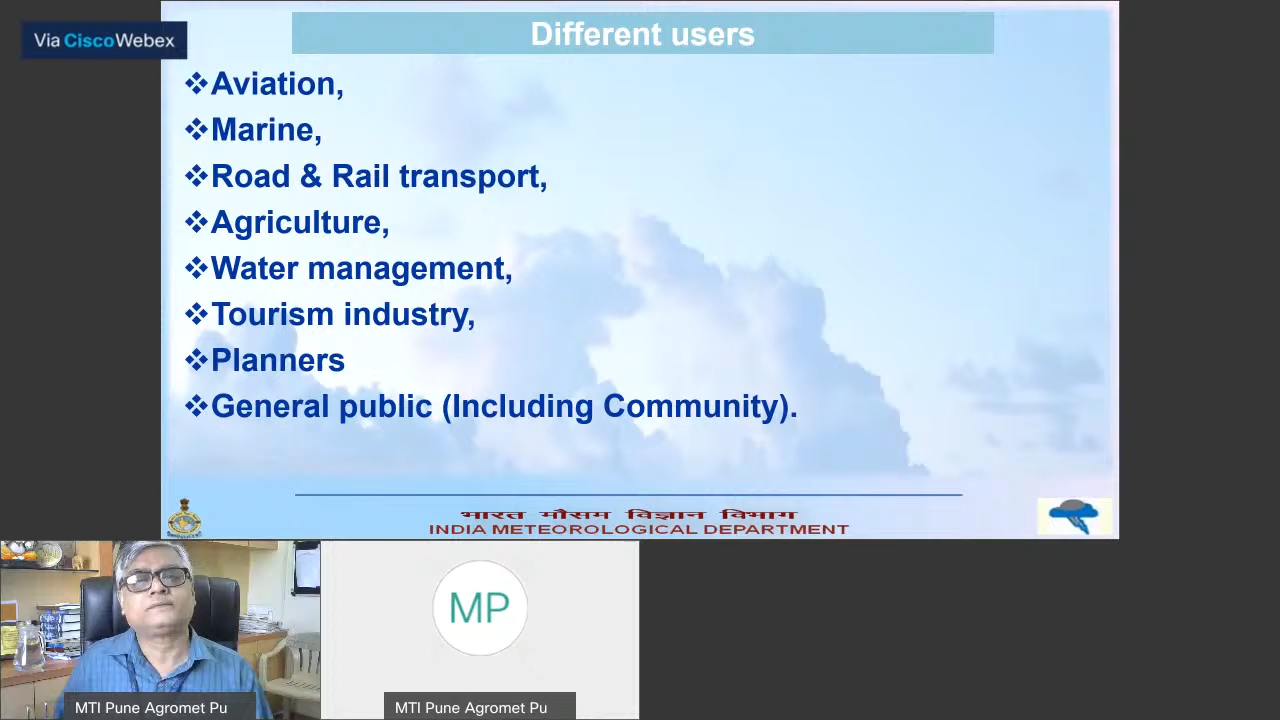 Via CiscoWebex
Different users
❖Aviation,
❖Marine,
❖Road & Rail transport,
❖Agriculture,
❖Water management,
❖Tourism industry,
❖Planners
❖General public (Including Community).
भारत मौसम विज्ञान विभाग
INDIA METEOROLOGICAL DEPARTMENT
MP
MTI Pune Agromet Pu
MTI Pune Agromet Pu